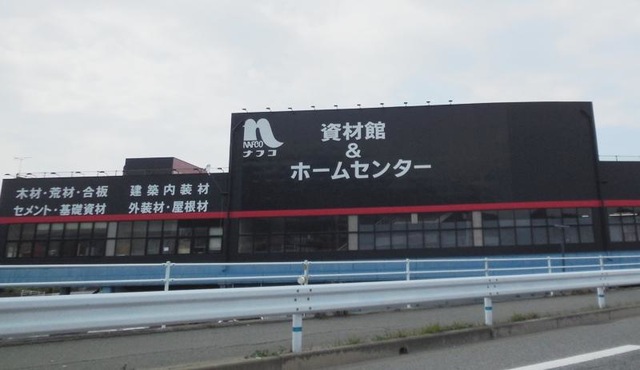 NAFCO
ナフコ
資材館
&
ホームセンター
木材・荒材・合板 建築内装材
セメント・基礎資材 外装材・屋根材